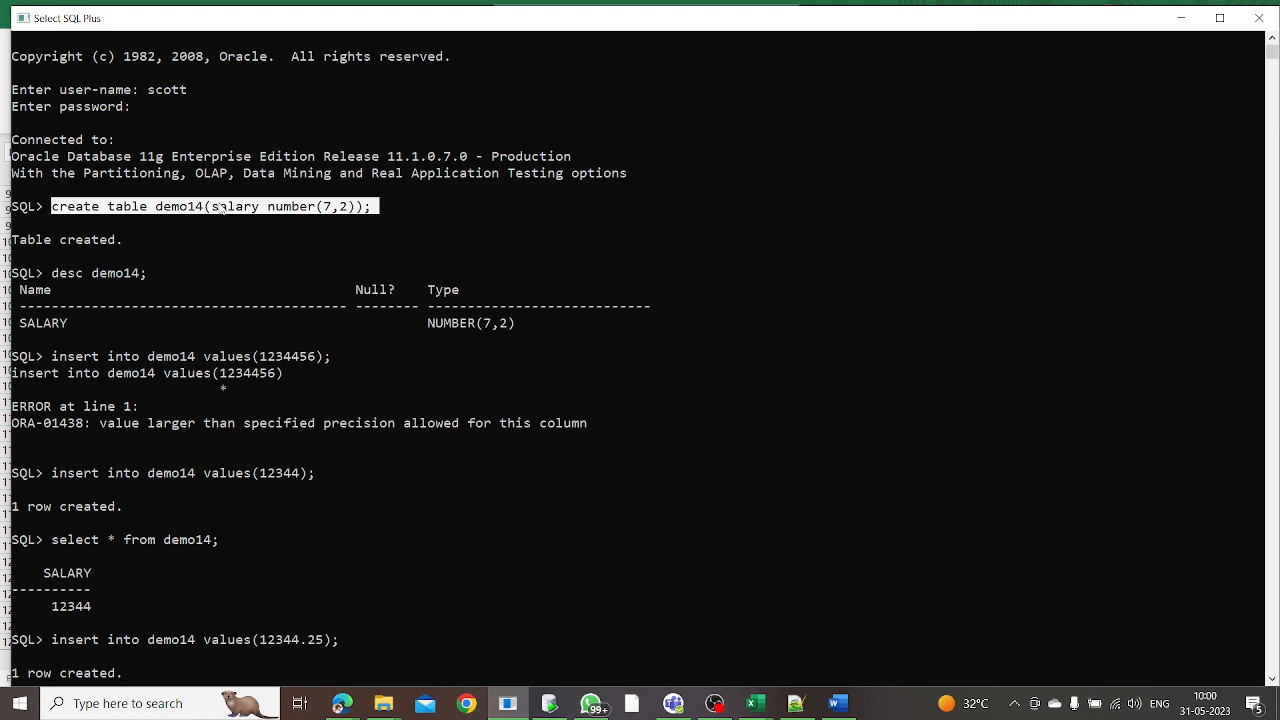 Select SQL Plus
Copyright (c) 1982, 2008, Oracle.  All rights reserved.
Enter user-name: scott
Enter password:
Connected to:
Oracle Database 11g Enterprise Edition Release 11.1.0.7.0 - Production
With the Partitioning, OLAP, Data Mining and Real Application Testing options
SQL> create table demo14(salary number(7,2));
Table created.
SQL> desc demo14;
 Name                                      Null?    Type
 ----------------------------------------- -------- ----------------------------
 SALARY                                             NUMBER(7,2)
SQL> insert into demo14 values(1234456);
insert into demo14 values(1234456)
                          *
ERROR at line 1:
ORA-01438: value larger than specified precision allowed for this column
SQL> insert into demo14 values(12344);
1 row created.
SQL> select * from demo14;
    SALARY
----------
     12344
SQL> insert into demo14 values(12344.25);
1 row created.
Type here to search
99+
32°C
ENG
10:00
31-05-2023
5